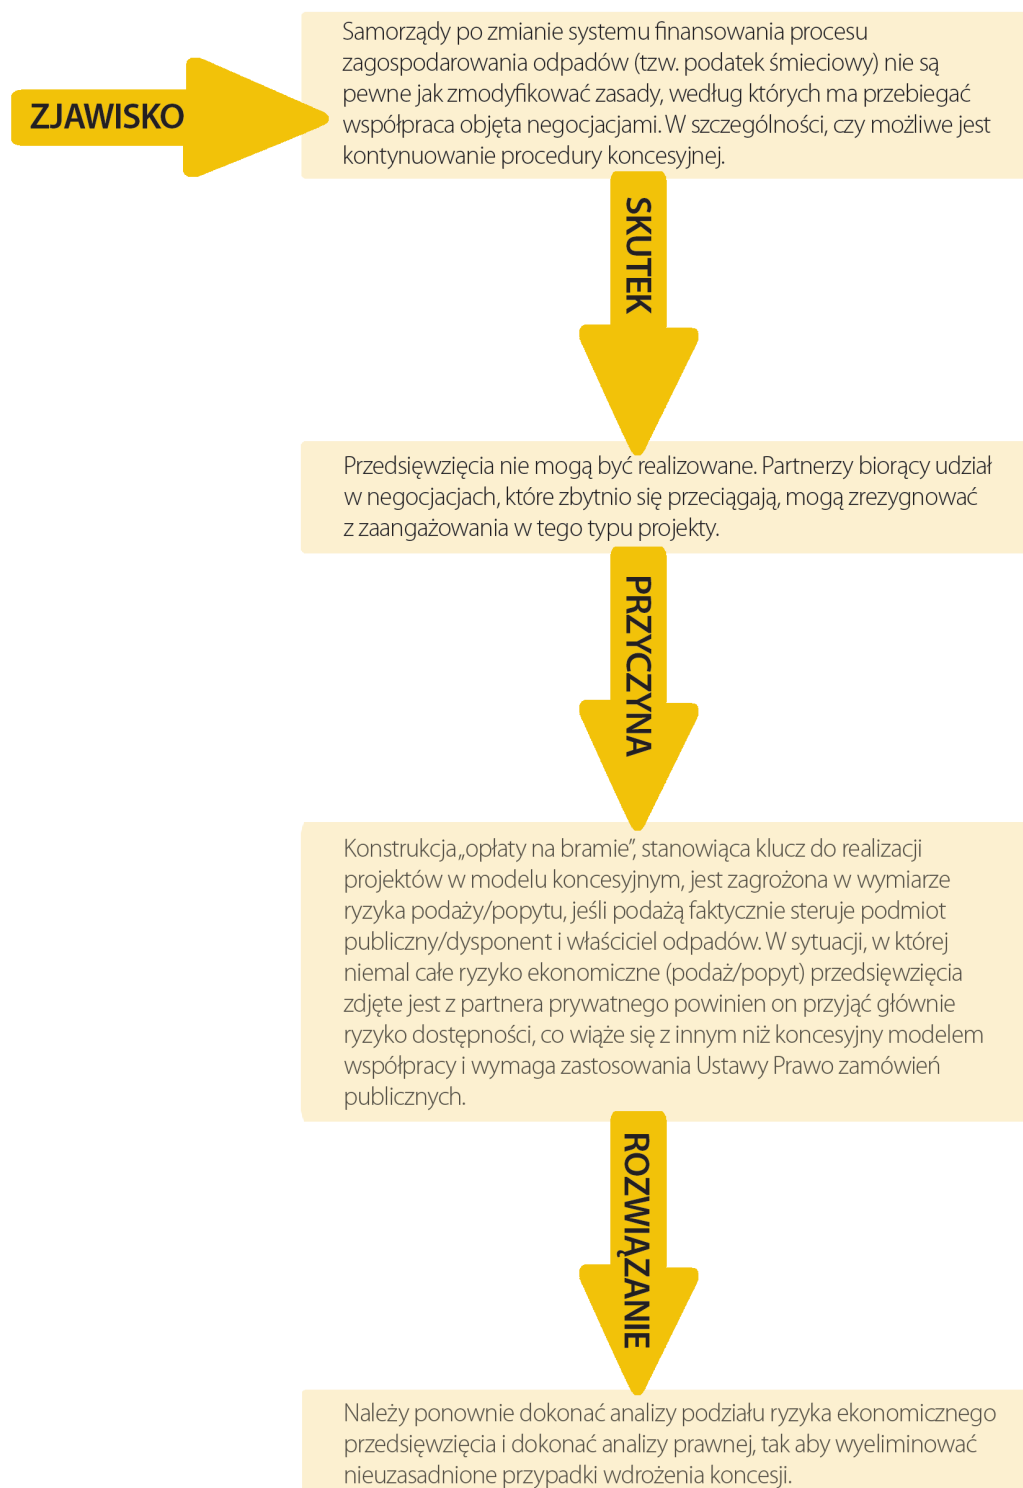 ZJAWISKO
Samorządy po zmianie systemu finansowania procesu
zagospodarowania odpadów (tzw. podatek śmieciowy) nie są
pewne jak zmodyfikować zasady, według których ma przebiegać
współpraca objęta negocjacjami. W szczególności, czy możliwe jest
kontynuowanie procedury koncesyjnej.
SKUTEK
Przedsięwzięcia nie mogą być realizowane. Partnerzy biorący udział
w negocjacjach, które zbytnio się przeciągają, mogą zrezygnować
z zaangażowania w tego typu projekty.
PRZYCZYNA
Konstrukcja „opłaty na bramie”, stanowiąca klucz do realizacji
projektów w modelu koncesyjnym, jest zagrożona w wymiarze
ryzyka podaży/popytu, jeśli podażą faktycznie steruje podmiot
publiczny/dysponent i właściciel odpadów. W sytuacji, w której
niemal całe ryzyko ekonomiczne (podaż/popyt) przedsięwzięcia
zdjęte jest z partnera prywatnego powinien on przyjąć głównie
ryzyko dostępności, co wiąże się z innym niż koncesyjny modelem
współpracy i wymaga zastosowania Ustawy Prawo zamówień
publicznych.
ROZWIĄZANIE
Należy ponownie dokonać analizy podziału ryzyka ekonomicznego
przedsięwzięcia i dokonać analizy prawnej, tak aby wyeliminować
nieuzasadnione przypadki wdrożenia koncesji.